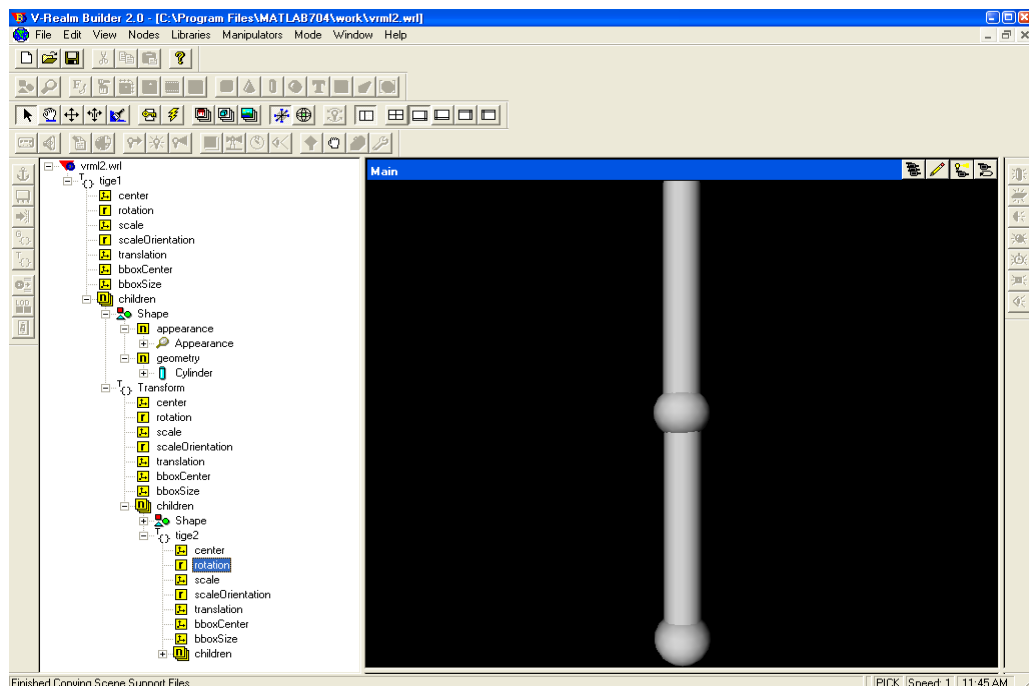 V-Realm Builder 2.0 - [C:\Program Files\MATLAB704\work\vrml2.wrl]
File Edit View Nodes Libraries Manipulators Mode Window Help
vrml2.wrl
tige1
center
rotation
scale
scaleOrientation
translation
bboxCenter
bboxSize
children
Shape
appearance
Appearance
geometry
Cylinder
Transform
center
rotation
scale
scaleOrientation
translation
bboxCenter
bboxSize
children
Shape
tige2
center
rotation
scale
scaleOrientation
translation
bboxCenter
bboxSize
children
Main
Finished Copying Scene Support Files
PICK Speed: 1 11:45 AM